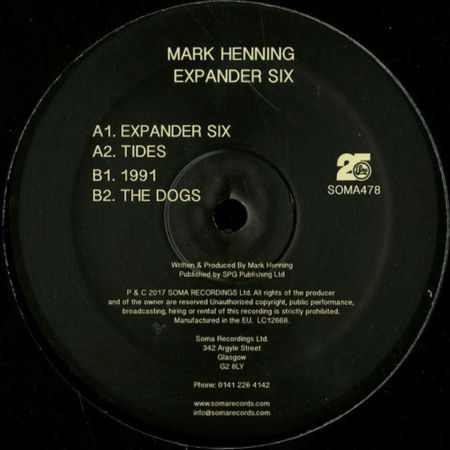 MARK HENNING
EXPANDER SIX
A1. EXPANDER SIX
A2. TIDES
B1. 1991
B2. THE DOGS
25
SOMA478
Written & Produced By Mark Henning
Published by SPG Publishing Ltd
P & C 2017 SOMA RECORDINGS Ltd. All rights of the producer
and of the owner are reserved Unauthorised copyright, public performance,
broadcasting, hiring or rental of this recording is strictly prohibited.
Manufactured in the EU. LC12668.
Soma Recordings Ltd.
342 Argyle Street
Glasgow
G2 8LY
Phone: 0141 226 4142
www.somarecords.com
info@somarecords.com